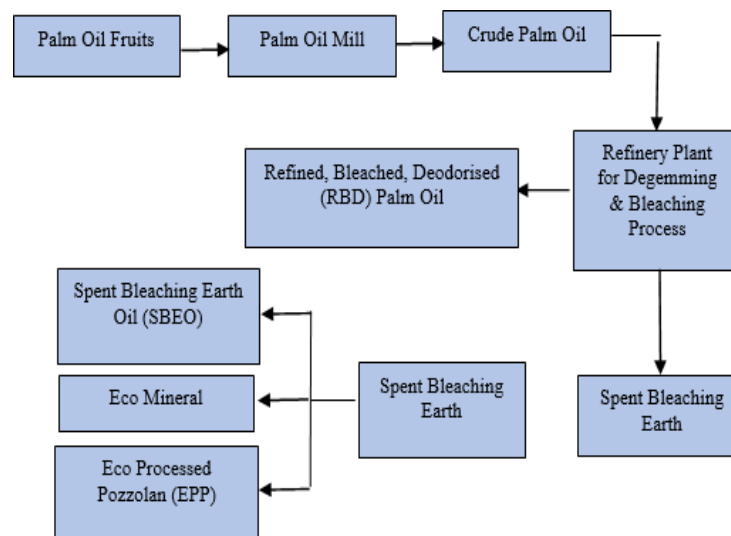 Palm Oil Fruits
Palm Oil Mill
Crude Palm Oil
Refinery Plant
for Degemming
& Bleaching
Process
Refined, Bleached, Deodorised
(RBD) Palm Oil
Spent Bleaching Earth
Oil (SBEO)
Eco Mineral
Eco Processed
Pozzolan (EPP)
Spent Bleaching
Earth
Spent Bleaching
Earth